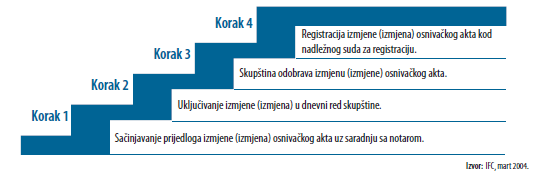 Korak 4
Registracija izmjene (izmjena) osnivačkog akta kod
nadležnog suda za registraciju.
Korak 3
Skupština odobrava izmjenu (izmjene) osnivačkog akta.
Korak 2
Uključivanje izmjene (izmjena) u dnevni red skupštine.
Korak 1
Sačinjavanje prijedloga izmjene (izmjena) osnivačkog akta uz saradnju sa notarom.
Izvor: IFC, mart 2004.